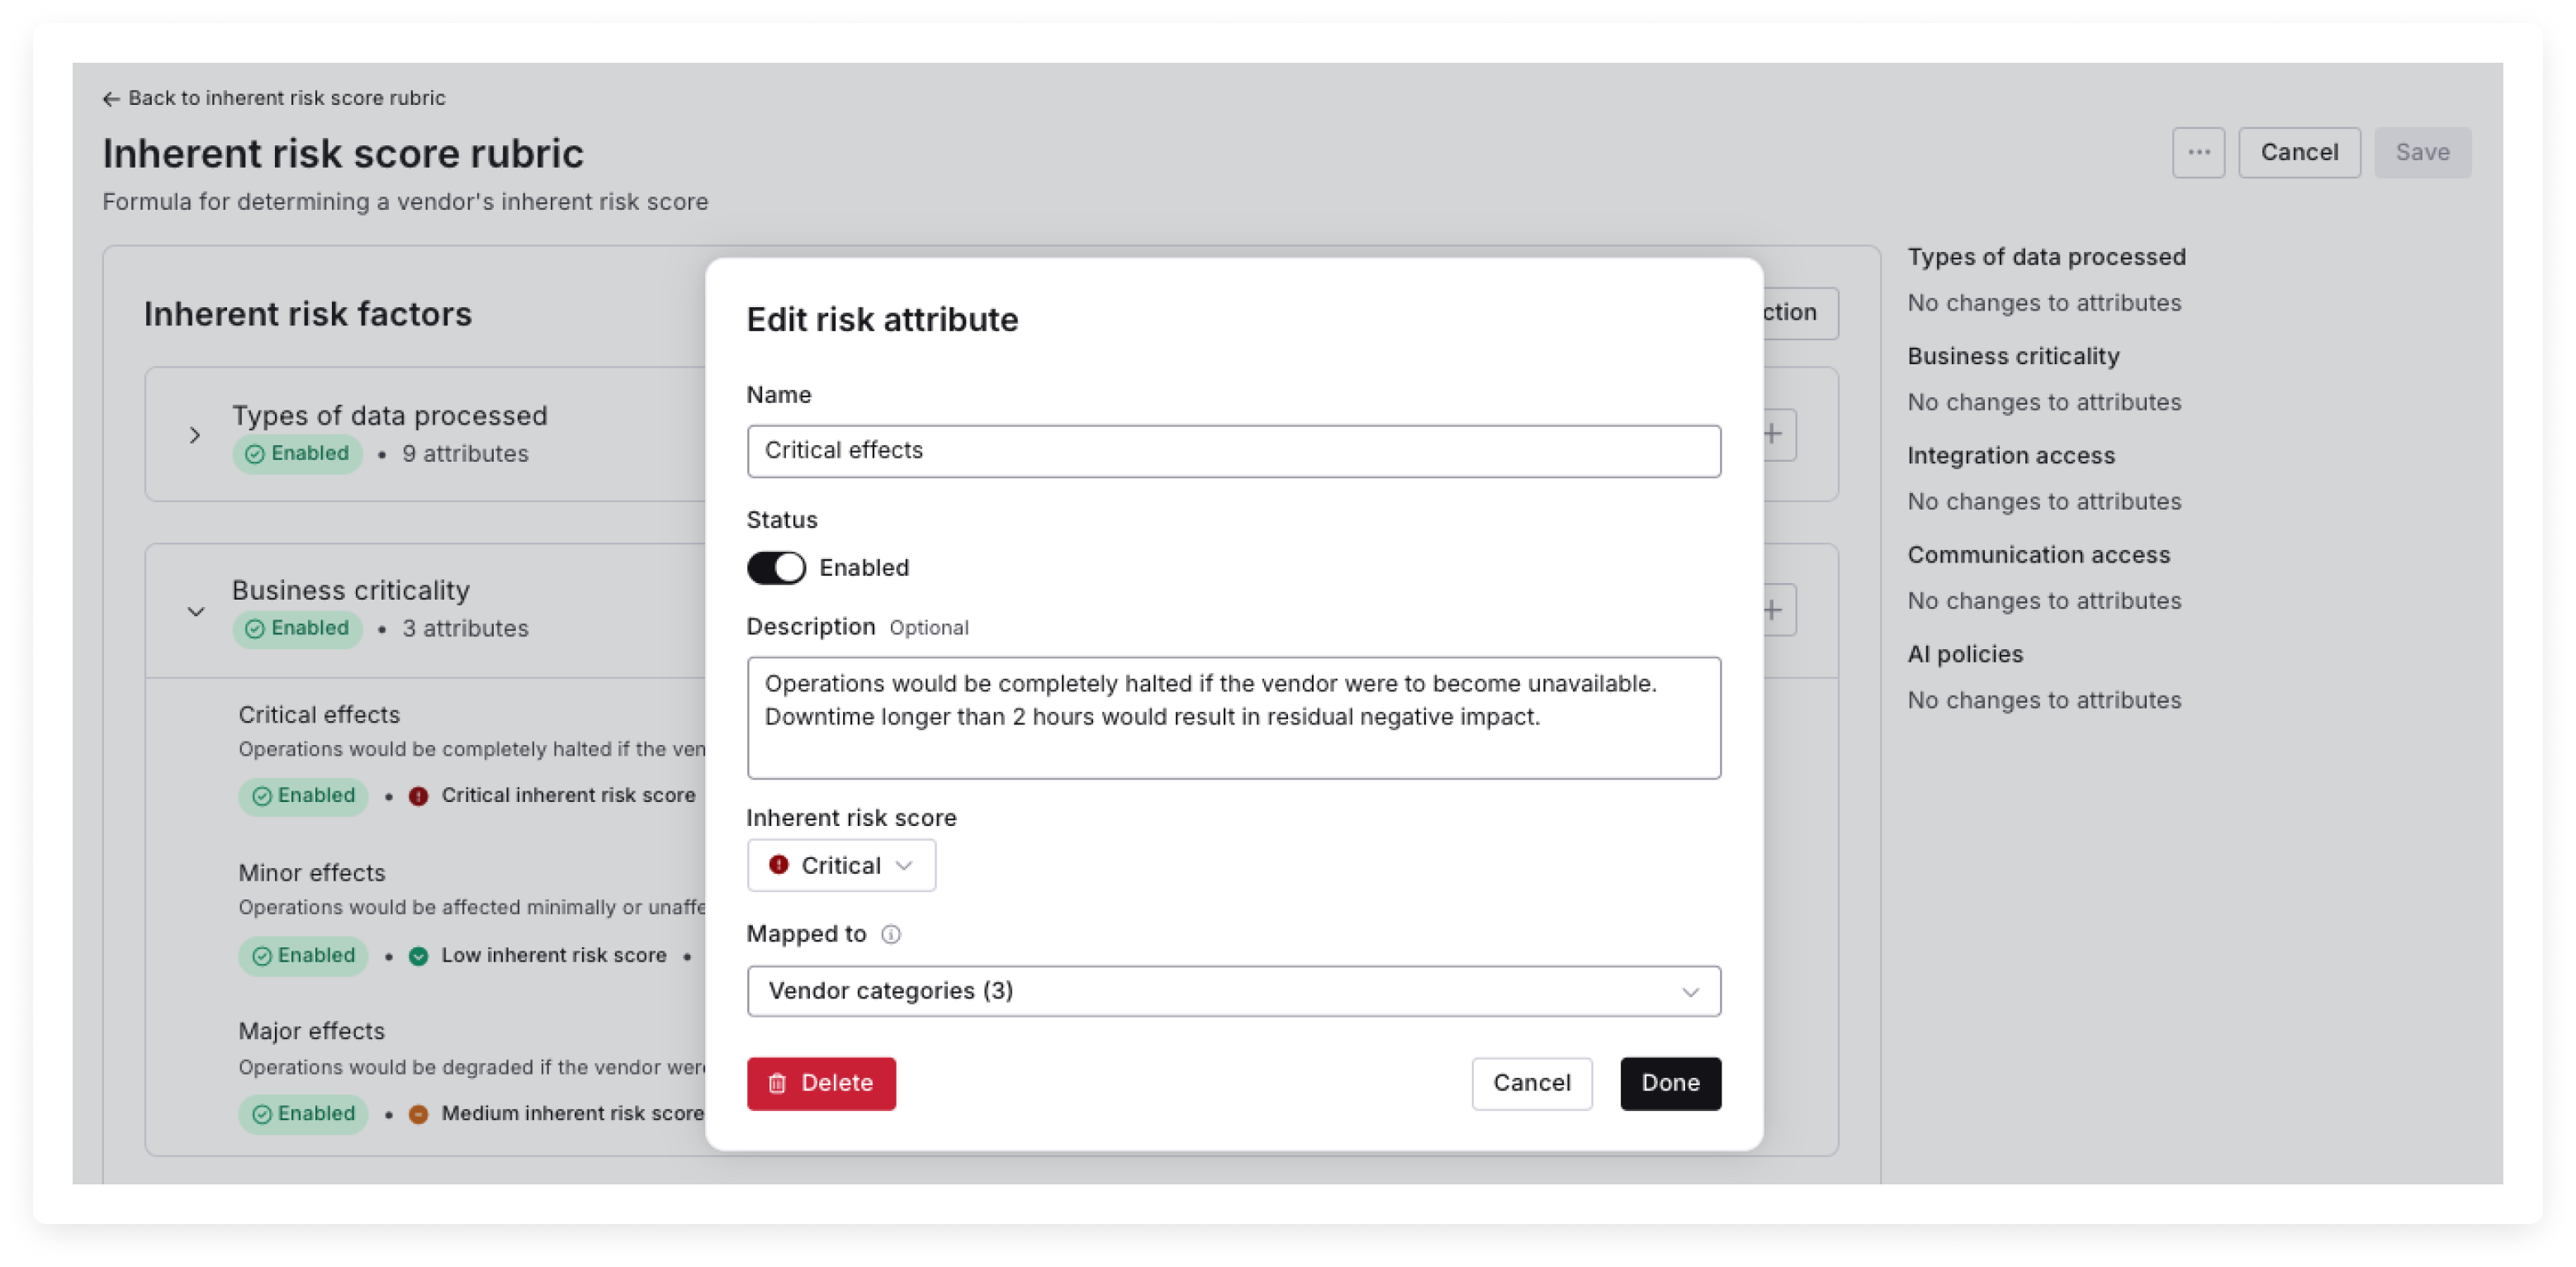 Back to inherent risk score rubric
Inherent risk score rubric
Formula for determining a vendor's inherent risk score
Cancel
Save
Inherent risk factors
Types of data processed
Enabled • 9 attributes
Business criticality
Enabled • 3 attributes
Critical effects
Operations would be completely halted if the
Enabled • Critical inherent risk score
Minor effects
Operations would be affected minimally or
Enabled • Low inherent risk score •
Major effects
Operations would be degraded if the vendor
Enabled • Medium inherent risk score
Edit risk attribute
Name
Critical effects
Status
Enabled
Description Optional
Operations would be completely halted if the vendor were to become unavailable.
Downtime longer than 2 hours would result in residual negative impact.
Inherent risk score
Critical
Mapped to
Vendor categories (3)
Delete
Cancel
Done
Types of data processed
No changes to attributes
Business criticality
No changes to attributes
Integration access
No changes to attributes
Communication access
No changes to attributes
AI policies
No changes to attributes